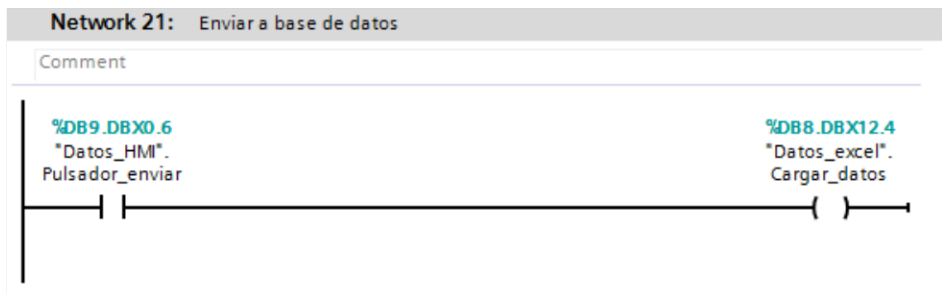 Network 21: Enviar a base de datos
Comment
%DB9.DBX0.6
"Datos_HMI".
Pulsador_enviar
%DB8.DBX12.4
"Datos_excel".
Cargar_datos